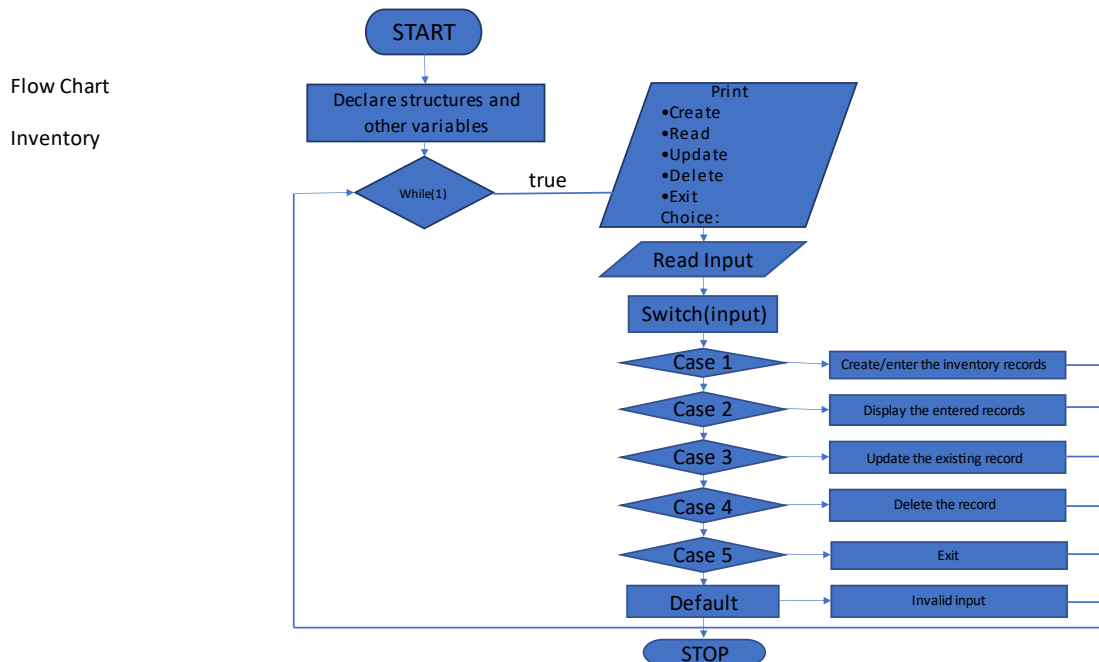 START
Flow Chart
Inventory
Declare structures and
other variables
While(1)
true
Print
•Create
•Read
•Update
•Delete
•Exit
Choice:
Read Input
Switch(input)
Case 1
Create/enter the inventory records
Case 2
Display the entered records
Case 3
Update the existing record
Case 4
Delete the record
Case 5
Exit
Default
Invalid input
STOP